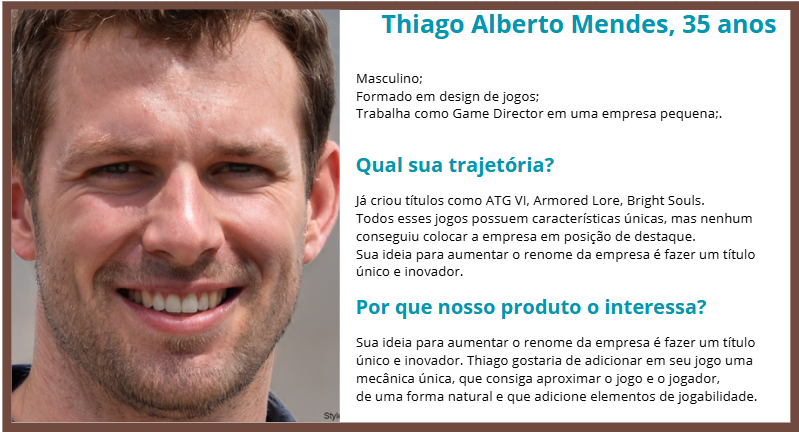 Thiago Alberto Mendes, 35 anos
Masculino;
Formado em design de jogos;
Trabalha como Game Director em uma empresa pequena;.
Qual sua trajetória?
Já criou títulos como ATG VI, Armored Lore, Bright Souls.
Todos esses jogos possuem características únicas, mas nenhum
conseguiu colocar a empresa em posição de destaque.
Sua ideia para aumentar o renome da empresa é fazer um título
único e inovador.
Por que nosso produto o interessa?
Sua ideia para aumentar o renome da empresa é fazer um título
único e inovador. Thiago gostaria de adicionar em seu jogo uma
mecânica única, que consiga aproximar o jogo e o jogador,
de uma forma natural e que adicione elementos de jogabilidade.
Style